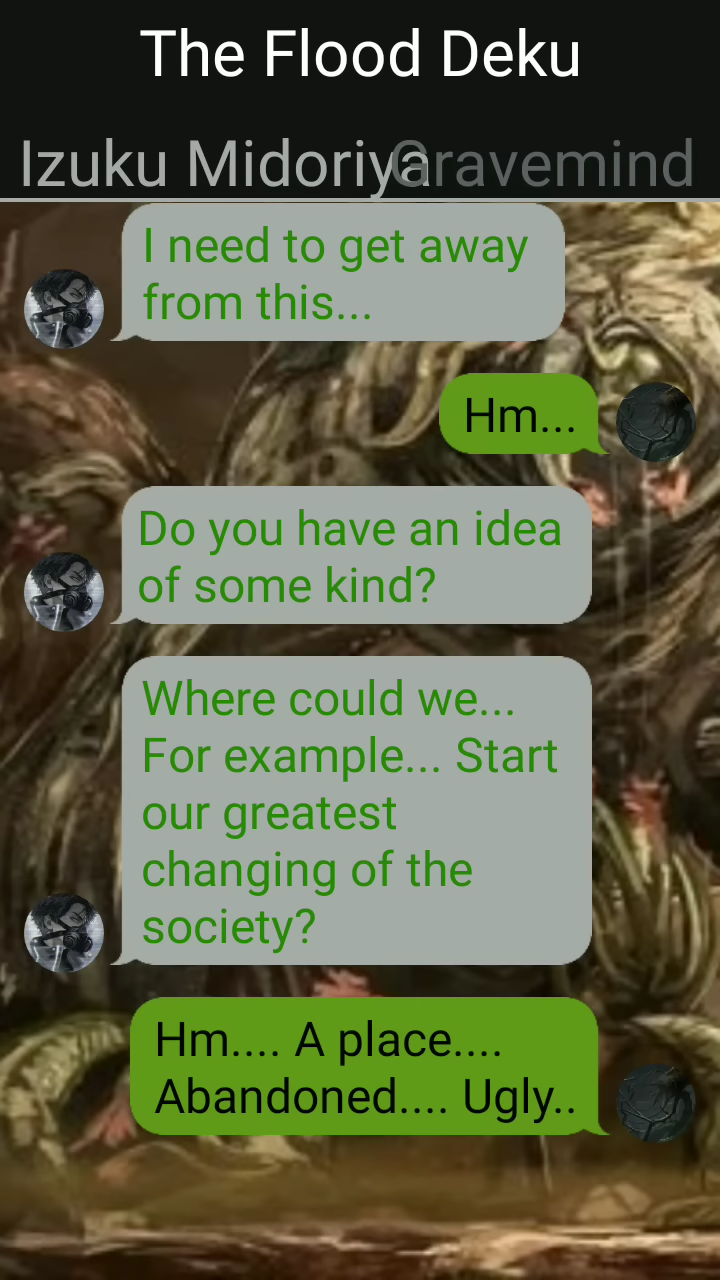 The Flood Deku
Izuku Midoriya Gravemind
I need to get away
from this...
Hm...
Do you have an idea
of some kind?
Where could we...
For example... Start
our greatest
changing of the
society?
Hm.... A place....
Abandoned.... Ugly..